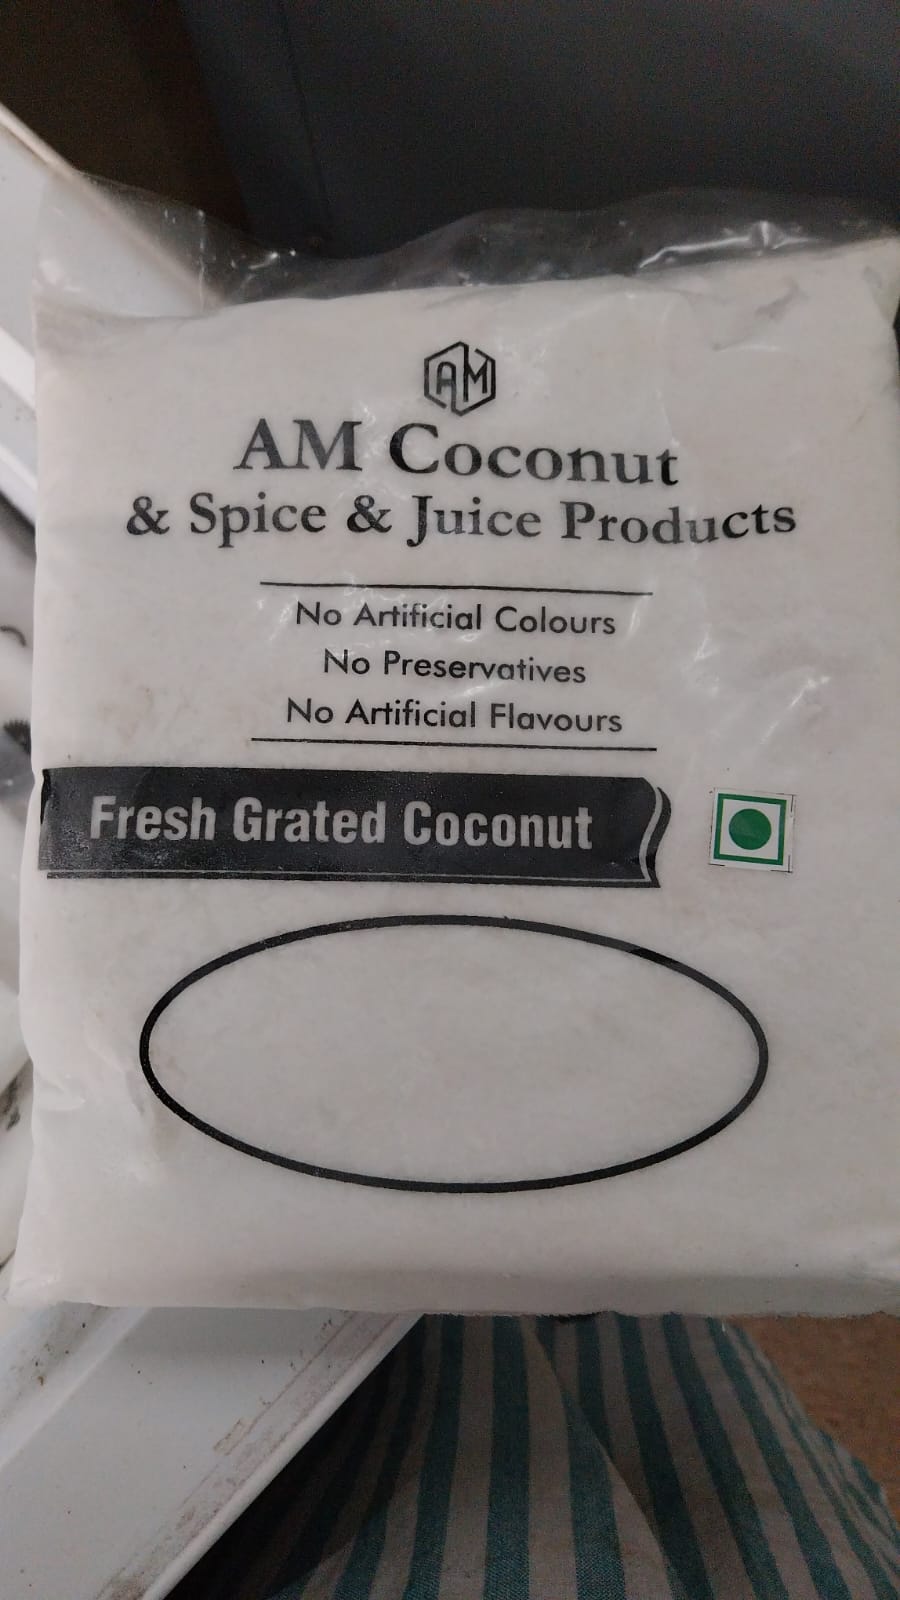 AM
AM Coconut
& Spice & Juice Products
No Artificial Colours
No Preservatives
No Artificial Flavours
Fresh Grated Coconut